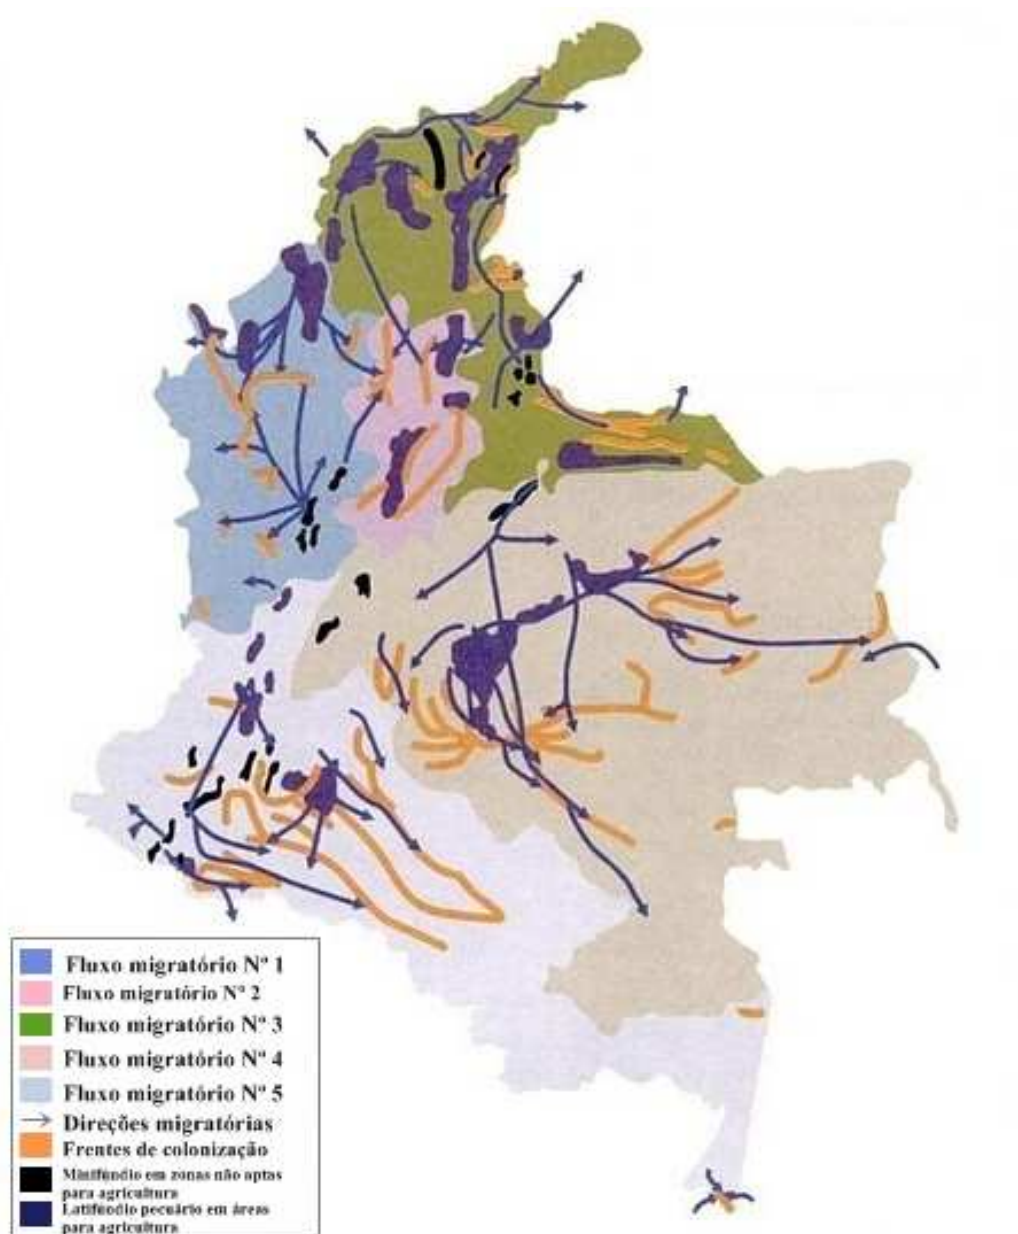 Fluxo migratório Nº 1
Fluxo migratório Nº 2
Fluxo migratório Nº 3
Fluxo migratório Nº 4
Fluxo migratório Nº 5
Direções migratórias
Frentes de colonização
Minifúndio em zonas não aptas
para agricultura
Latifúndio pecuário em áreas
para agricultura